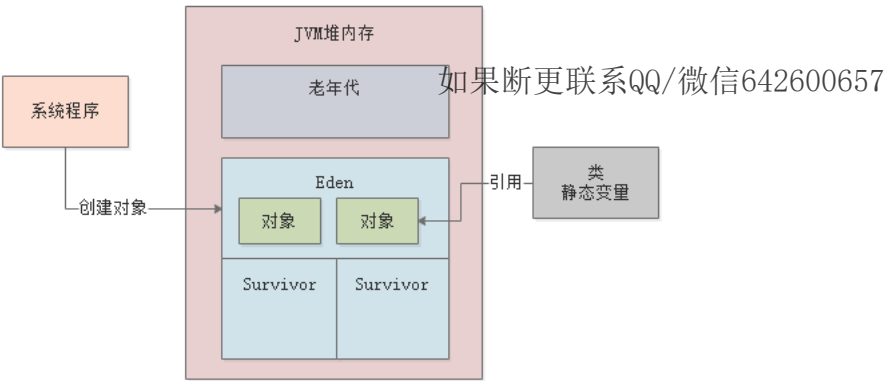 JVM堆内存
老年代
如果断更联系QQ/微信642600657
系统程序
Eden
引用
类
静态变量
创建对象
对象
对象
Survivor
Survivor